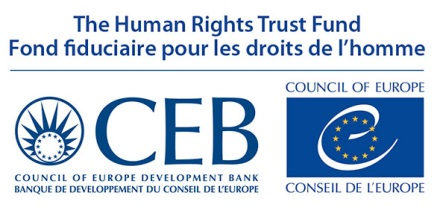 The Human Rights Trust Fund
Fond fiduciaire pour les droits de l'homme
CEB
COUNCIL OF EUROPE DEVELOPMENT BANK
BANQUE DE DEVELOPPEMENT DU CONSEIL DE L'EUROPE
COUNCIL OF EUROPE
CONSEIL DE L'EUROPE